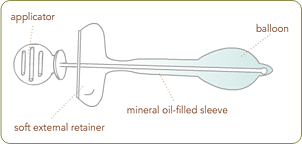 applicator
balloon
mineral oil-filled sleeve
soft external retainer